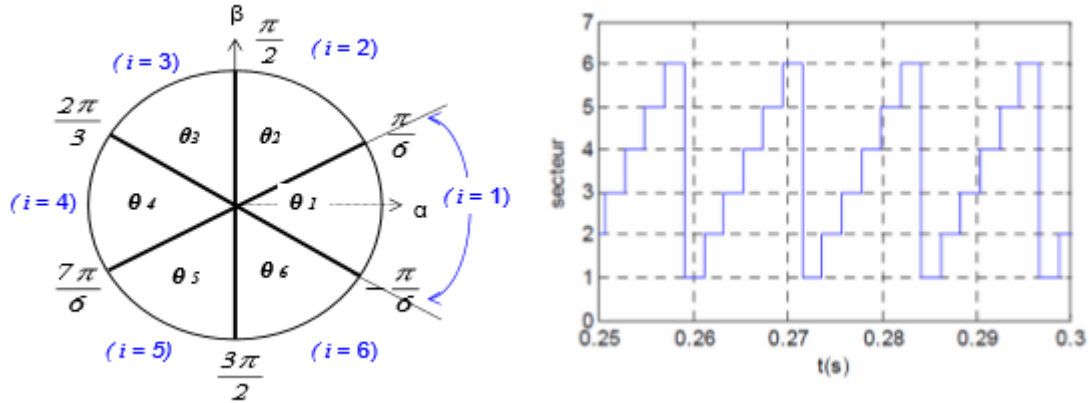 β
π/2
(i = 3)
(i = 2)
2π/3
π/6
θ3
θ2
(i = 4)
θ4
θ1
α
(i = 1)
7π/6
θ5
θ6
-π/6
(i = 5)
(i = 6)
3π/2
7
6
5
4
3
2
1
0
secteur
0.25
0.26
0.27
0.28
0.29
0.3
t(s)